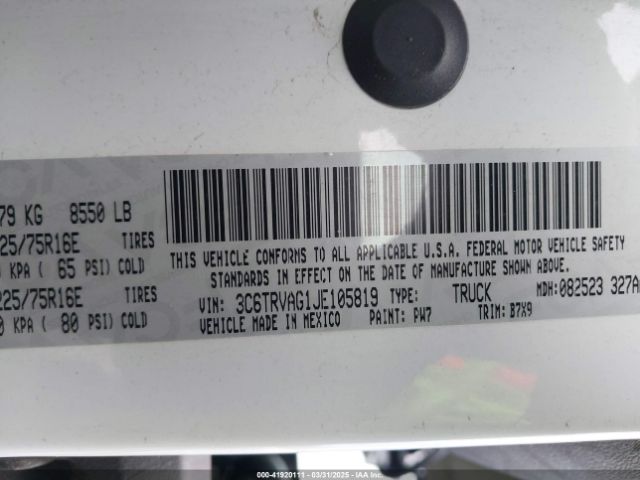 79 KG 8550 LB
25/75R16E TIRES
KPA ( 65 PSI) COLD
225/75R16E TIRES
0 KPA ( 80 PSI) COLD
THIS VEHICLE CONFORMS TO ALL APPLICABLE U.S.A. FEDERAL MOTOR VEHICLE SAFETY
STANDARDS IN EFFECT ON THE DATE OF MANUFACTURE SHOWN ABOVE.
VIN: 3C6TRVAG1JE105819 TYPE: TRUCK MDH:082523 327A
VEHICLE MADE IN MEXICO PAINT: PW7 TRIM: B7X9
000-41920111 - 03/31/2025 - IAA Inc.